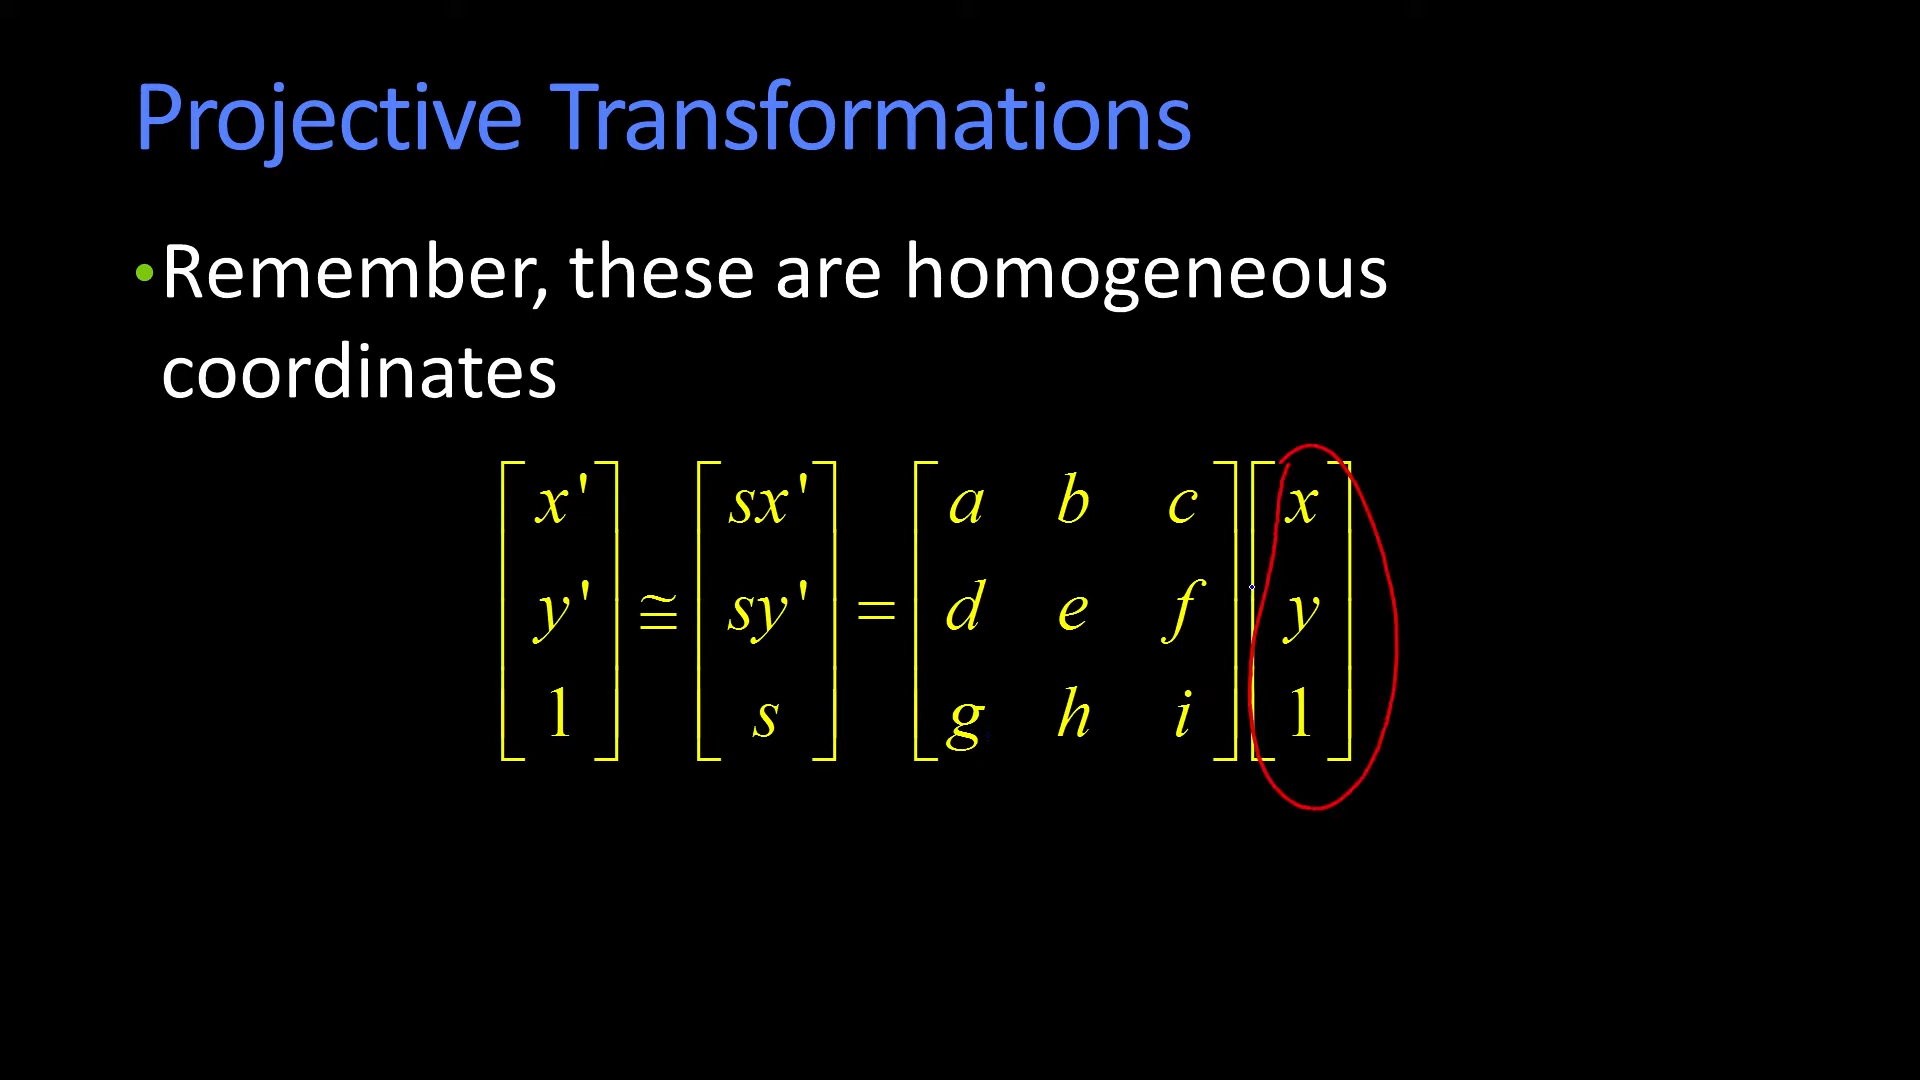 Projective Transformations
•Remember, these are homogeneous
coordinates
[x' y' 1] ≅ [sx' sy' s] = [a b c; d e f; g h i] [x y 1]